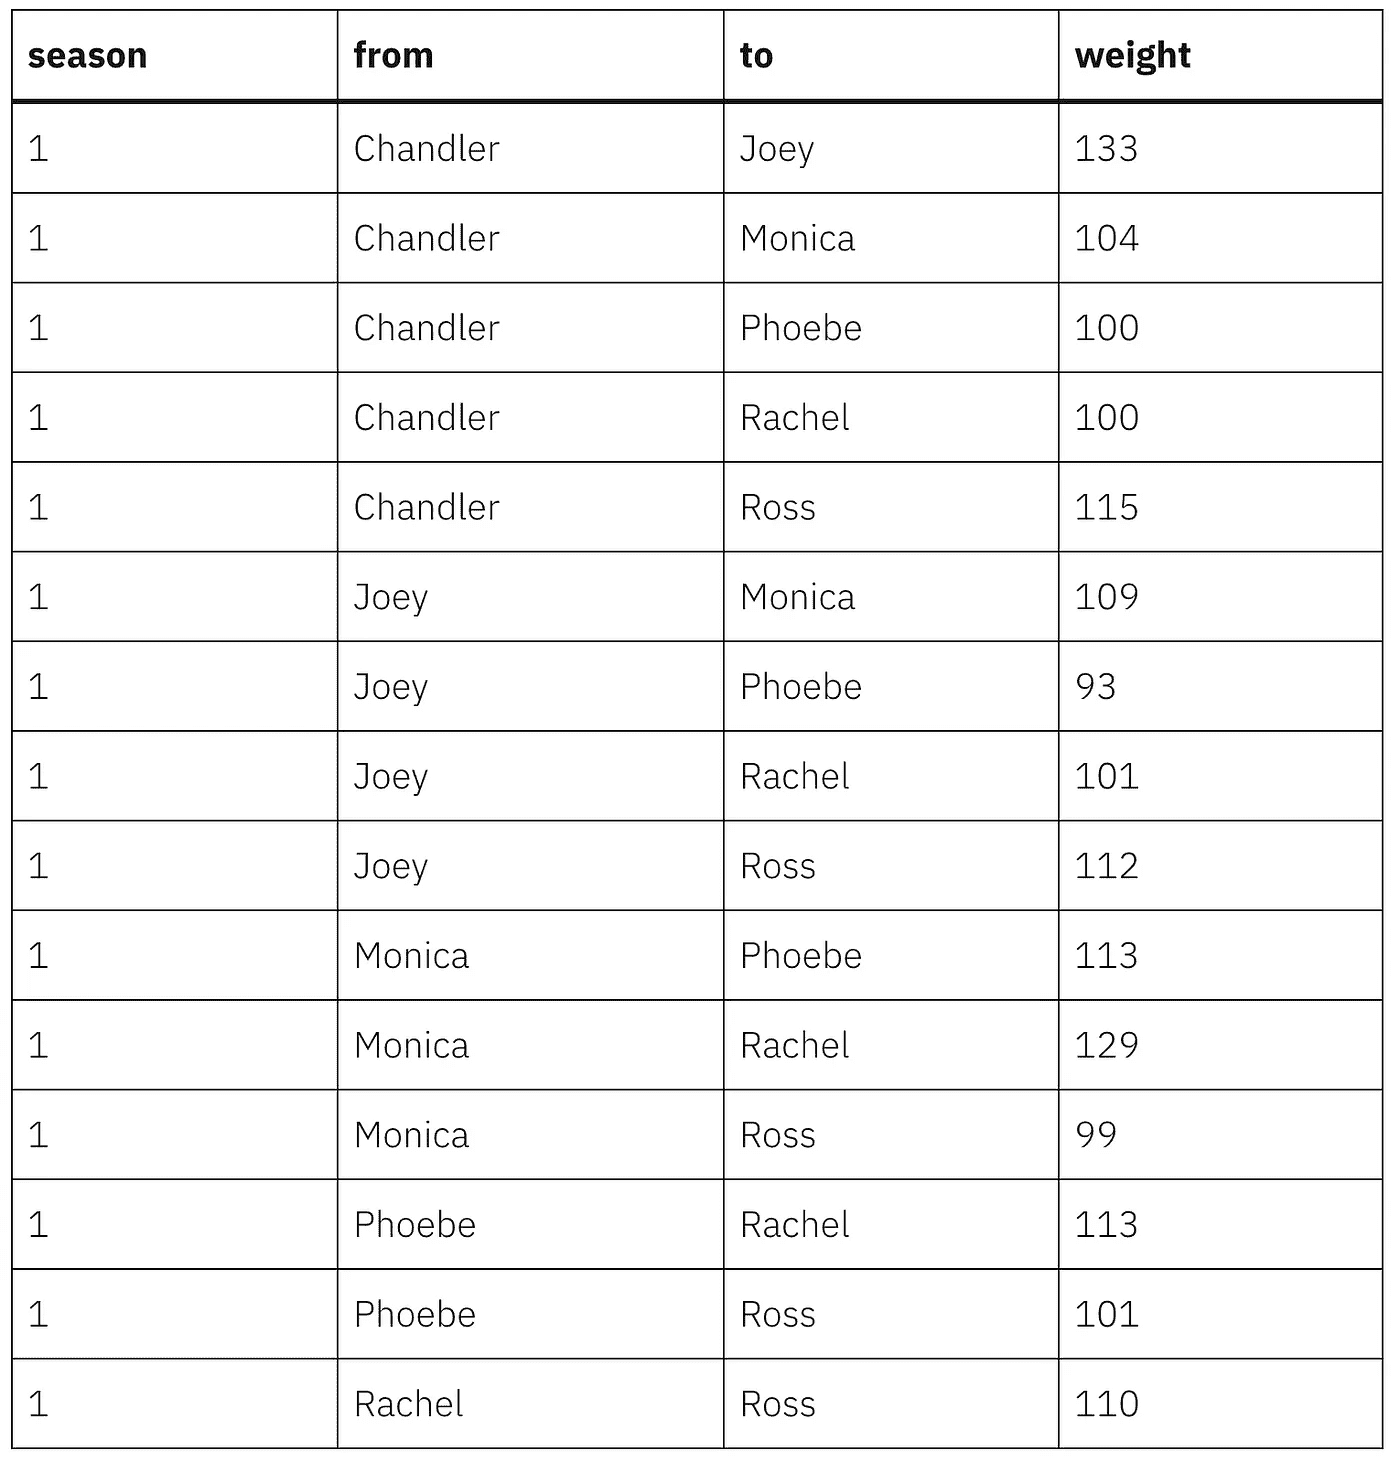 season from to weight
1 Chandler Joey 133
1 Chandler Monica 104
1 Chandler Phoebe 100
1 Chandler Rachel 100
1 Chandler Ross 115
1 Joey Monica 109
1 Joey Phoebe 93
1 Joey Rachel 101
1 Joey Ross 112
1 Monica Phoebe 113
1 Monica Rachel 129
1 Monica Ross 99
1 Phoebe Rachel 113
1 Phoebe Ross 101
1 Rachel Ross 110